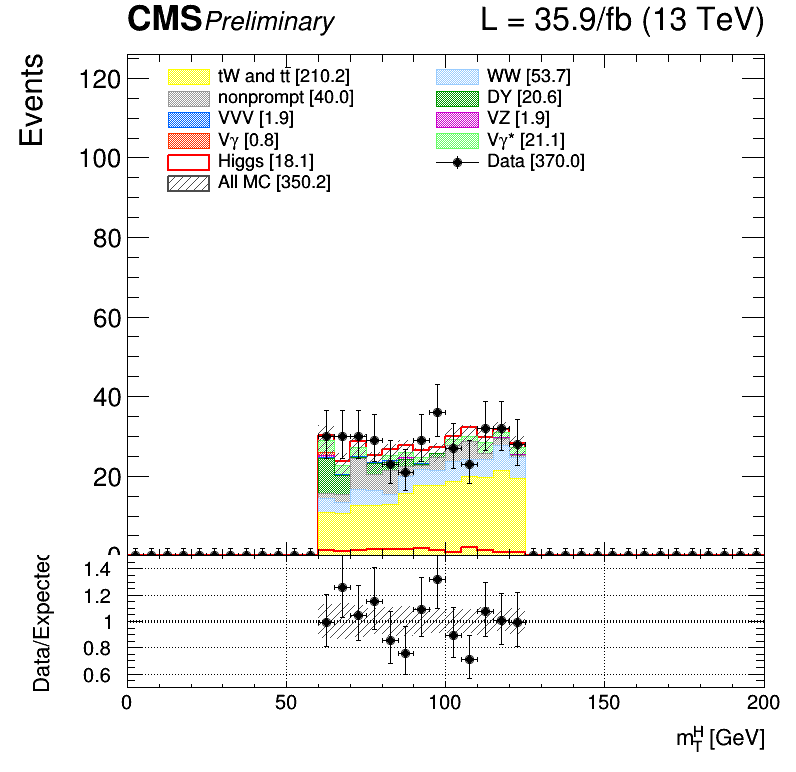 CMS Preliminary L = 35.9/fb (13 TeV)
Events
120
100
80
60
40
20
0
tW and tt̄ [210.2]
nonprompt [40.0]
VVV [1.9]
Vγ [0.8]
Higgs [18.1]
All MC [350.2]
WW [53.7]
DY [20.6]
VZ [1.9]
Vγ* [21.1]
Data [370.0]
Data/Expected
1.4
1.2
1
0.8
0.6
0 50 100 150 200
m_T^H [GeV]